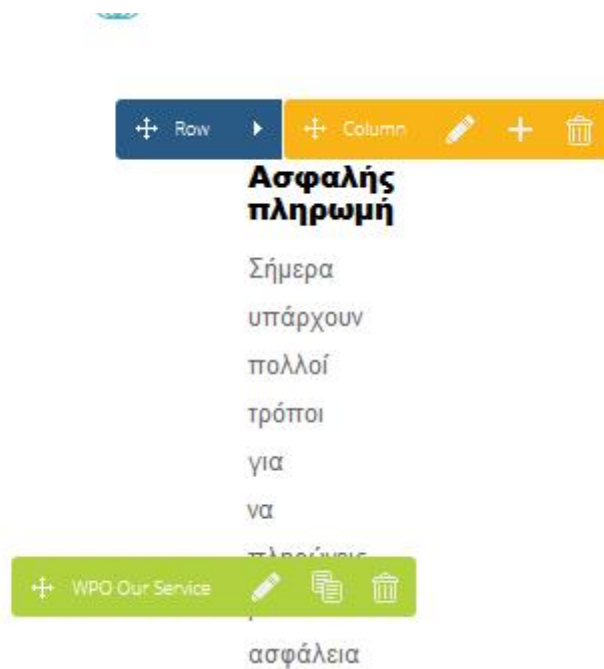 Row
Column
Ασφαλής
πληρωμή
Σήμερα
υπάρχουν
πολλοί
τρόποι
για
να
WPO Our Service
ασφάλεια